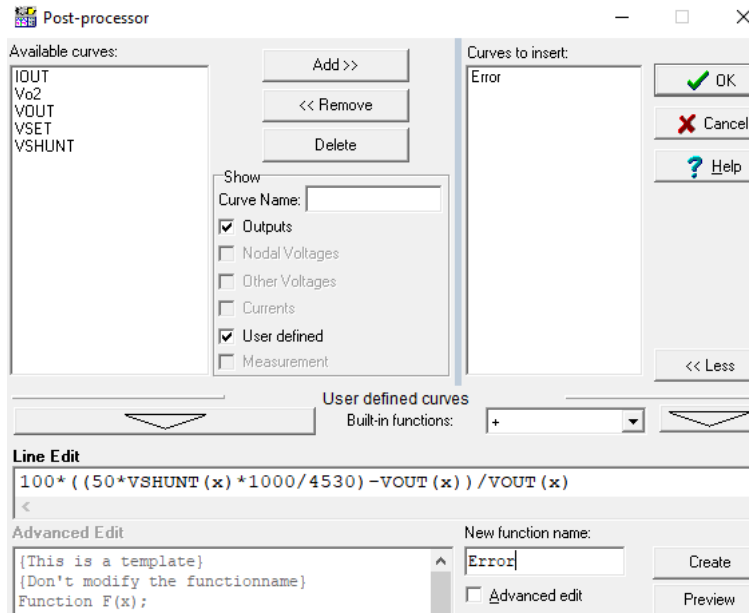 Post-processor
Available curves:
IOUT
Vo2
VOUT
VSET
VSHUNT
Add >>
<< Remove
Delete
Show
Curve Name:
Outputs
Nodal Voltages
Other Voltages
Currents
User defined
Measurement
Curves to insert:
Error
OK
Cancel
Help
<< Less
User defined curves
Built-in functions:
+
Line Edit
100*((50*VSHUNT(x)*1000/4530)-VOUT(x))/VOUT(x)
Advanced Edit
{This is a template}
{Don't modify the functionname}
Function F(x);
New function name:
Error
Advanced edit
Create
Preview